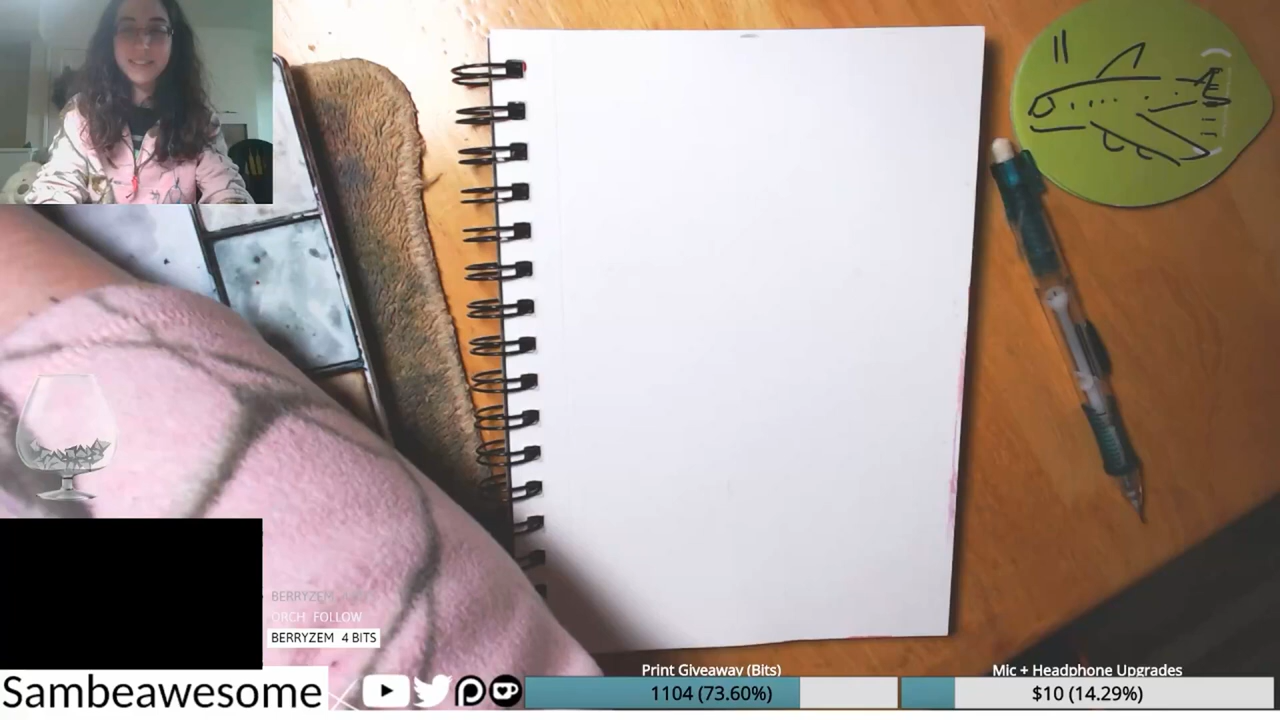 BERRYZEM
ORCH FOLLOW
BERRYZEM 4 BITS
Sambeawesome
Print Giveaway (Bits)
1104 (73.60%)
Mic + Headphone Upgrades
$10 (14.29%)